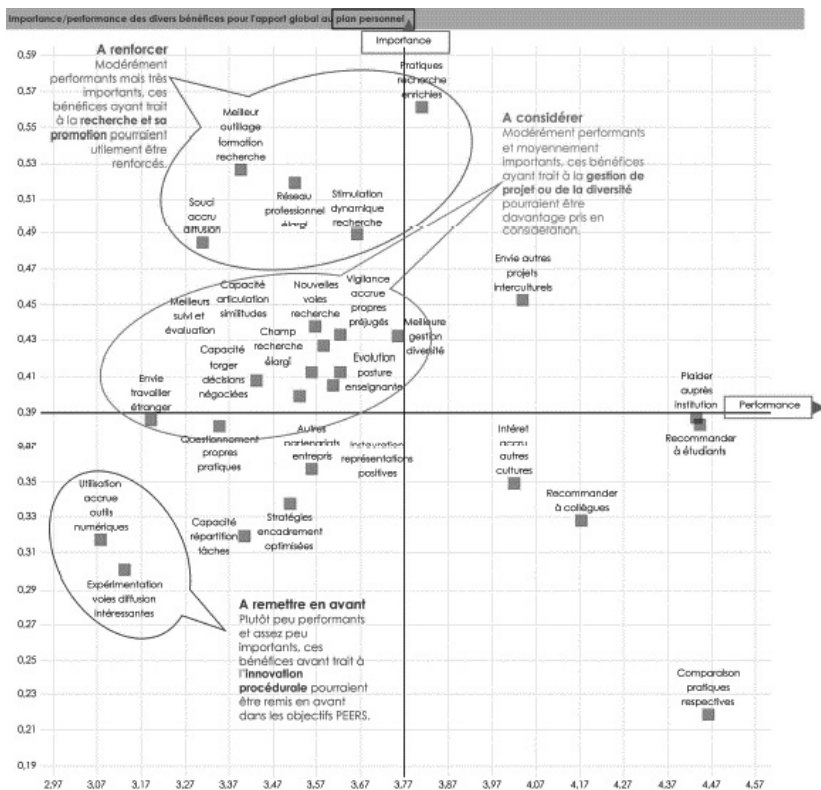 Importance/performance des divers bénéfices pour l'apport global au plan personnel
Importance
0,59
0,57
0,55
0,53
0,51
0,49
0,47
0,45
0,43
0,41
0,39
0,37
0,35
0,33
0,31
0,29
0,27
0,25
0,23
0,21
0,19
A renforcer
Modérément
performants mais très
importants, ces
bénéfices ayant trait
à la recherche et sa
promotion pourraient
utilement être
renforcés.
Pratiques
recherche
enrichies
Meilleur
outillage
formation
recherche
Réseau
professionnel
élargi
Stimulation
dynamique
recherche
Souci
accru
diffusion
A considérer
Modérément performants
et moyennement
importants, ces bénéfices
ayant trait à la gestion de
projet ou de la diversité
pourraient être
davantage pris en
considération.
Envie autres
projets
interculturels
Meilleurs
suivi et
évaluation
Capacité
articulation
similitudes
Nouvelles
voies
recherche
Vigilance
accrue
propres
préjugés
Meilleure
gestion
diversité
Champ
recherche
élargi
Capacité
forger
décisions
négociées
Evolution
posture
enseignante
Envie
travailler
étranger
Plaider
auprès
institution
Performance
Recommander
à étudiants
Questionnement
propres
pratiques
Autres
partenariats
entrepris
Instauration
représentations
positives
Intéret
accru
autres
cultures
Recommander
à collègues
Utilisation
accrue
outils
numériques
Capacité
répartition
tâches
Stratégies
encadrement
optimisées
Expérimentation
voies diffusion
intéressantes
A remettre en avant
Plutôt peu performants
et assez peu
importants, ces
bénéfices ayant trait à
l'innovation
procédurale pourraient
être remis en avant
dans les objectifs PEERS.
Comparaison
pratiques
respectives
2,97 3,07 3,17 3,27 3,37 3,47 3,57 3,67 3,77 3,87 3,97 4,07 4,17 4,27 4,37 4,47 4,57